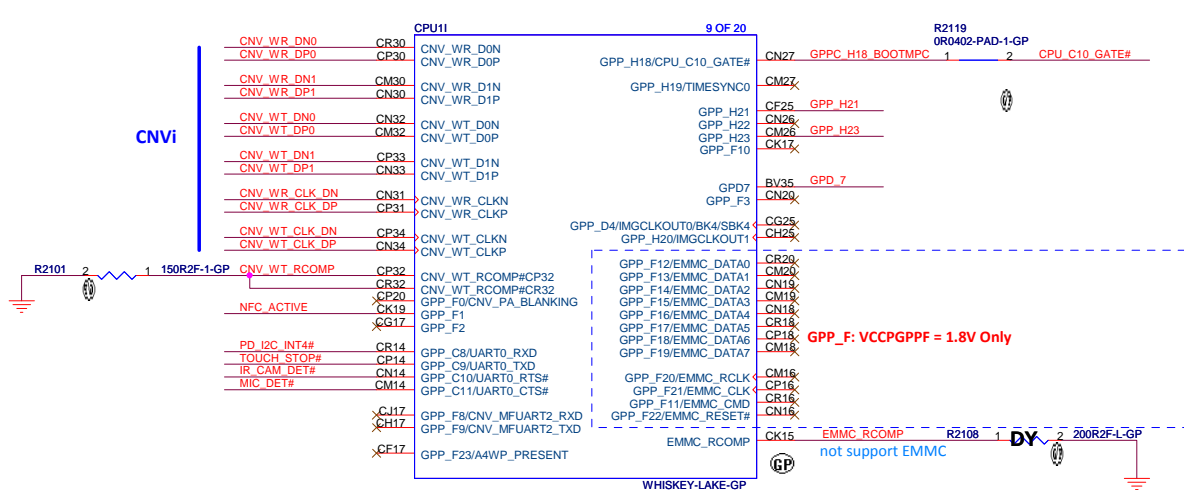 CPU1I 9 OF 20
R2119
0R0402-PAD-1-GP
CNV_WR_DN0 CR30 CNV_WR_D0N
CNV_WR_DP0 CP30 CNV_WR_D0P
GPP_H18/CPU_C10_GATE# CN27 GPPC_H18_BOOTMPC 1 2 CPU_C10_GATE#
CNV_WR_DN1 CM30 CNV_WR_D1N
CNV_WR_DP1 CN30 CNV_WR_D1P
GPP_H19/TIMESYNC0 CM27
GPP_H21 CF25 GPP_H21
CNV_WT_DN0 CN32 CNV_WT_D0N
GPP_H22 CN26
CNV_WT_DP0 CM32 CNV_WT_D0P
GPP_H23 CM26 GPP_H23
GPP_F10 CK17
CNVi
CNV_WT_DN1 CP33 CNV_WT_D1N
CNV_WT_DP1 CN33 CNV_WT_D1P
GPD7 BV35 GPD_7
CNV_WR_CLK_DN CN31 CNV_WR_CLKN
GPP_F3 CN20
CNV_WR_CLK_DP CP31 CNV_WR_CLKP
GPP_D4/IMGCLKOUT0/BK4/SBK4 CG25
CNV_WT_CLK_DN CP34 CNV_WT_CLKN
GPP_H20/IMGCLKOUT1 CH25
CNV_WT_CLK_DP CN34 CNV_WT_CLKP
GPP_F12/EMMC_DATA0 CR20
R2101 2 1 150R2F-1-GP CNV_WT_RCOMP CP32 CNV_WT_RCOMP#CP32
GPP_F13/EMMC_DATA1 CM20
CR32 CNV_WT_RCOMP#CR32
GPP_F14/EMMC_DATA2 CN19
CP20 GPP_F0/CNV_PA_BLANKING
GPP_F15/EMMC_DATA3 CM19
NFC_ACTIVE CK19 GPP_F1
GPP_F16/EMMC_DATA4 CN18
CG17 GPP_F2
GPP_F17/EMMC_DATA5 CR18
GPP_F18/EMMC_DATA6 CP18
GPP_F19/EMMC_DATA7 CM18
GPP_F: VCCPGPPF = 1.8V Only
PD_I2C_INT4# CR14 GPP_C8/UART0_RXD
TOUCH_STOP# CP14 GPP_C9/UART0_TXD
IR_CAM_DET# CN14 GPP_C10/UART0_RTS#
GPP_F20/EMMC_RCLK CM16
MIC_DET# CM14 GPP_C11/UART0_CTS#
GPP_F21/EMMC_CLK CP16
GPP_F11/EMMC_CMD CR16
CJ17 GPP_F8/CNV_MFUART2_RXD
GPP_F22/EMMC_RESET# CN16
CH17 GPP_F9/CNV_MFUART2_TXD
EMMC_RCOMP CK15 EMMC_RCOMP R2108 1 DY 2 200R2F-L-GP
not support EMMC
CF17 GPP_F23/A4WP_PRESENT
GP
WHISKEY-LAKE-GP